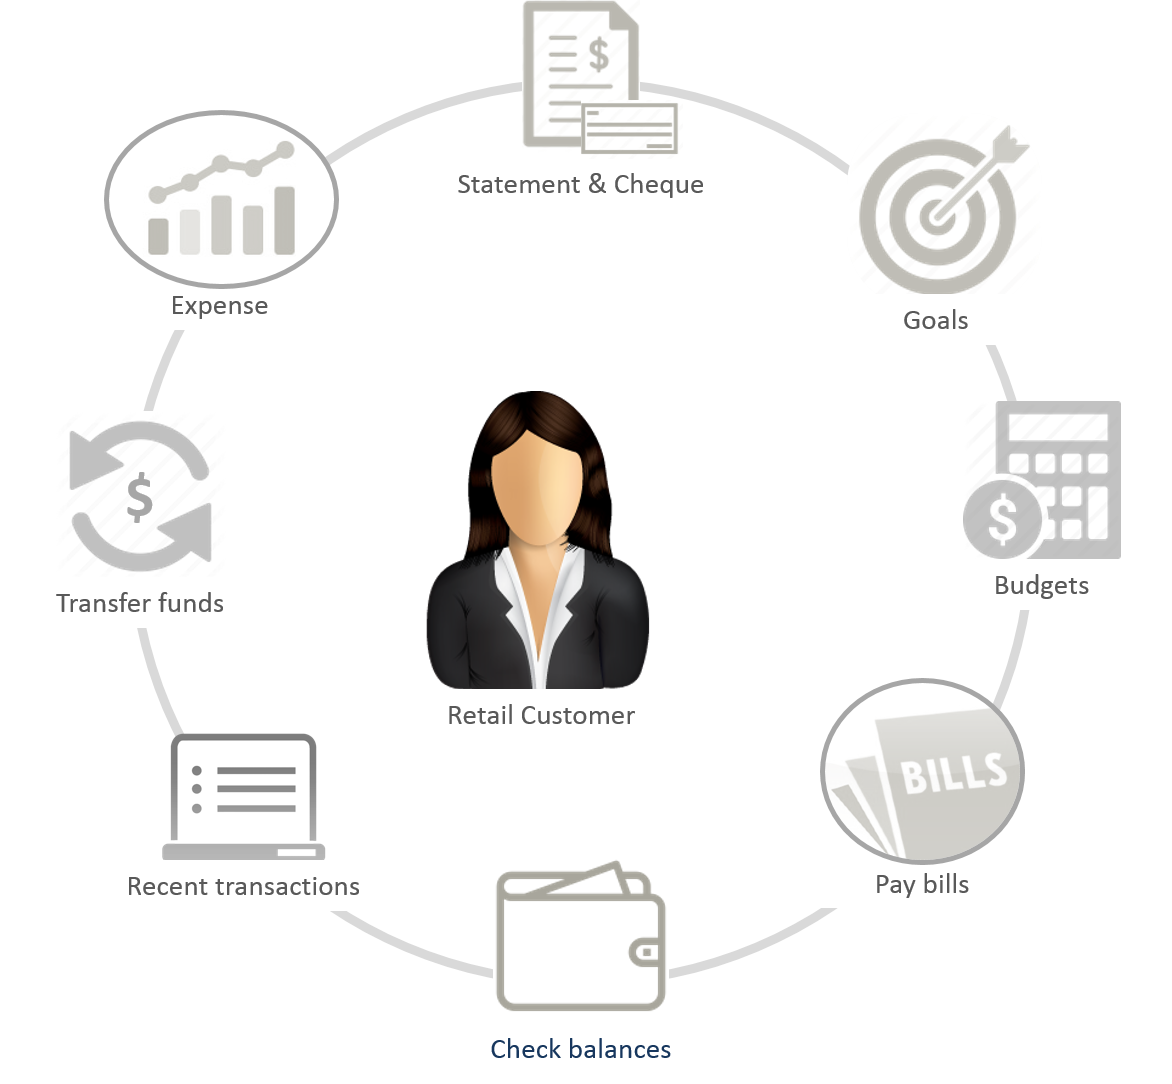 $
Statement & Cheque
Expense
Goals
$
Transfer funds
$
Budgets
Retail Customer
BILLS
Pay bills
Recent transactions
Check balances